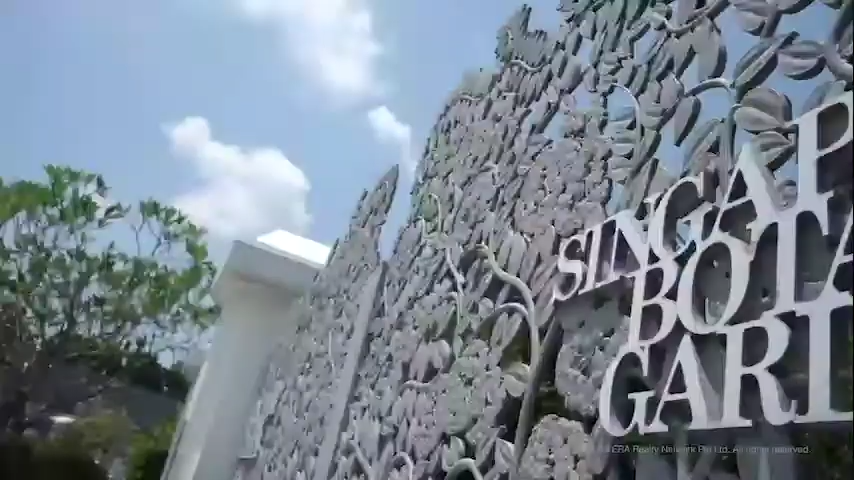 SINGAP
BOTA
GARD
ERA Realty Network Pte Ltd. All rights reserved.